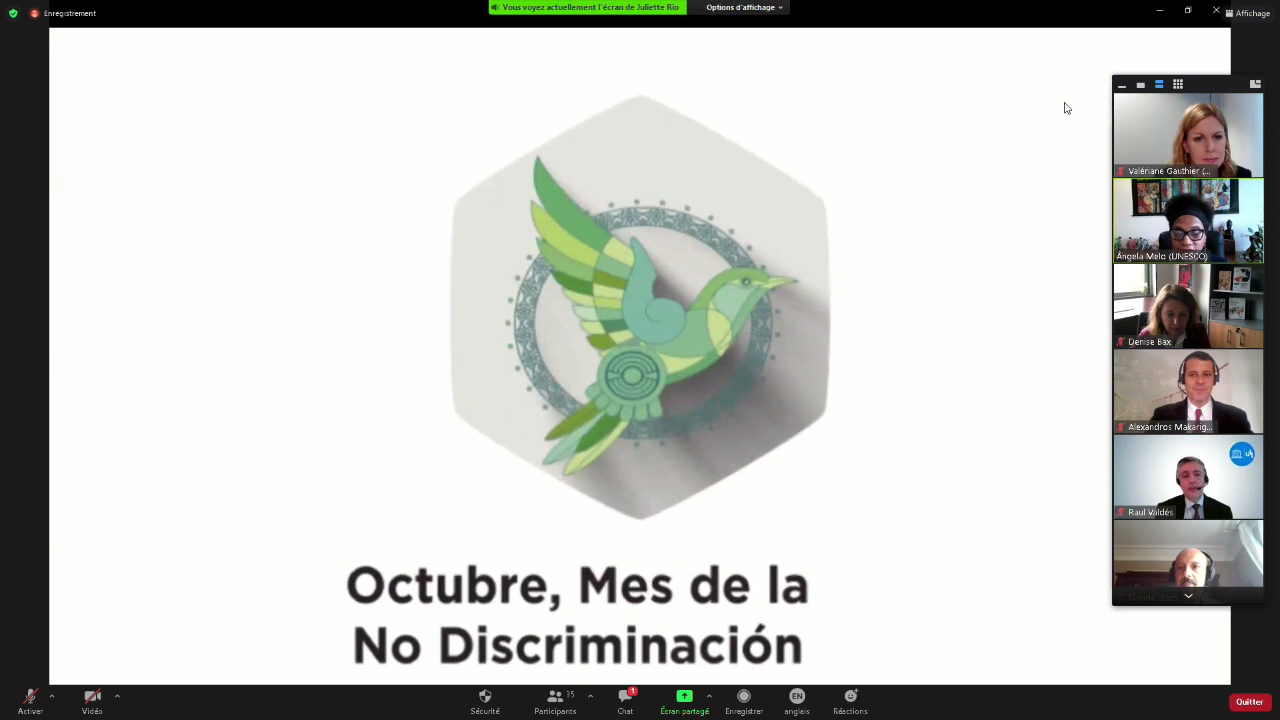 Enregistrement
Vous voyez actuellement l'écran de Juliette Rio
Options d'affichage
Affichage
Valériane Gauthier (...
Ángela Melo (UNESCO)
Denise Bax
Alexandros Makarig...
Raul Valdés
Octubre, Mes de la
No Discriminación
Activer
Vidéo
Sécurité
35
Participants
1
Chat
Écran partagé
Enregistrer
EN
anglais
Réactions
Quitter